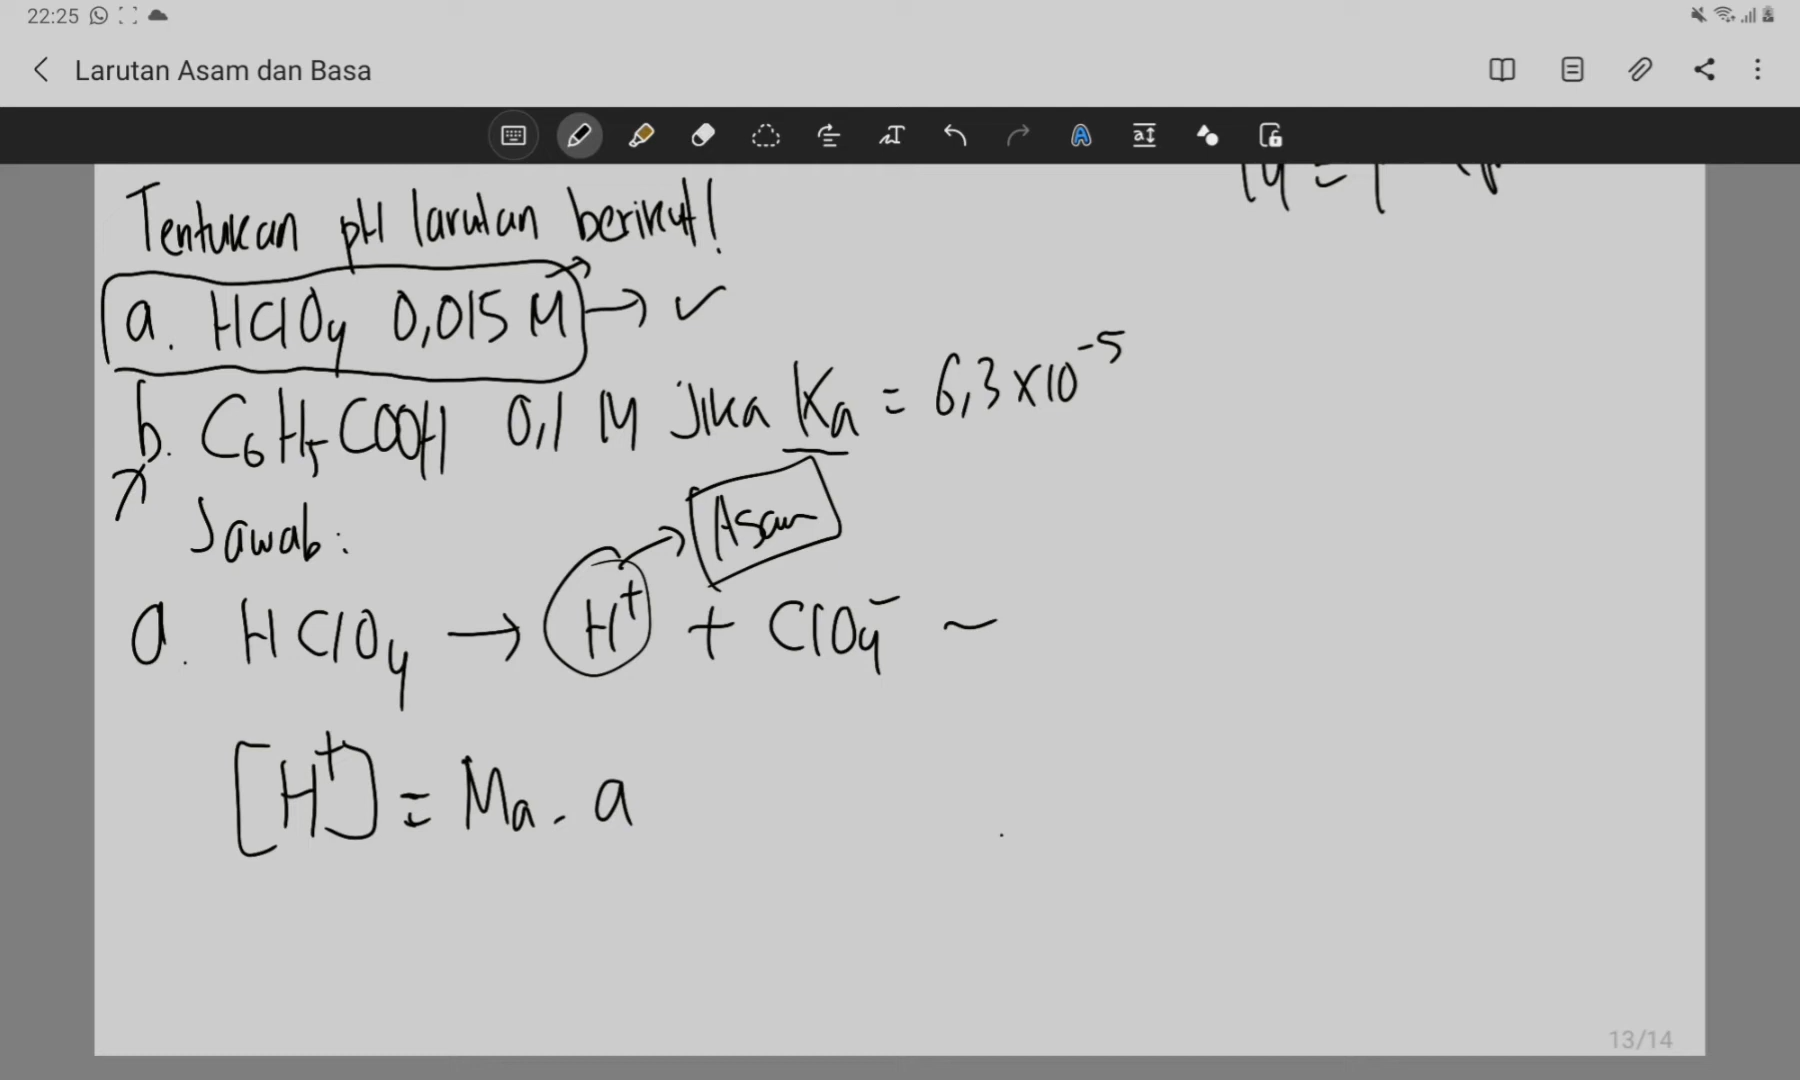 22:25
Larutan Asam dan Basa
Tentukan pH larutan berikut!
a. HClO₄ 0,015 M → ✓
b. C₆H₅COOH 0,1 M jika Ka = 6,3×10⁻⁵
Jawab:
Asam
a. HClO₄ → H⁺ + ClO₄⁻ ~
[H⁺] = Ma . a
13/14